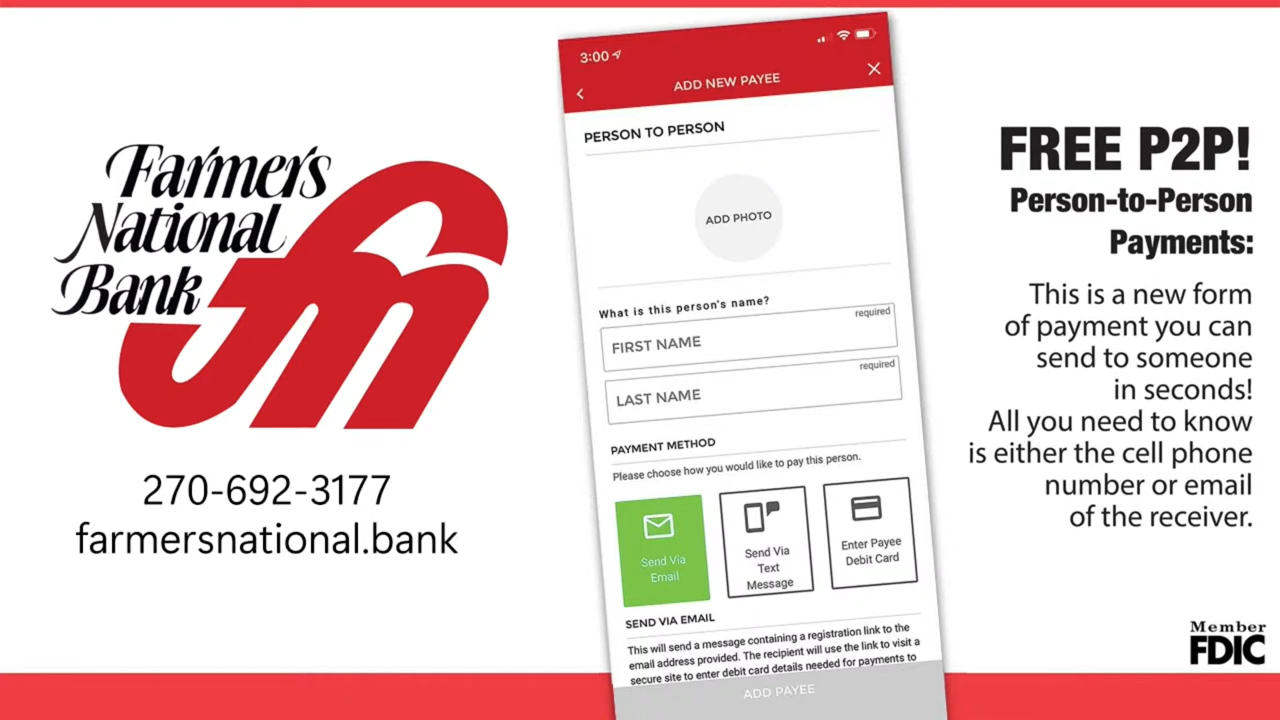 Farmers
National
Bank
270-692-3177
farmersnational.bank
3:00
ADD NEW PAYEE
PERSON TO PERSON
ADD PHOTO
What is this person's name?
required
FIRST NAME
required
LAST NAME
PAYMENT METHOD
Please choose how you would like to pay this person.
Send Via
Email
Send Via
Text
Message
Enter Payee
Debit Card
SEND VIA EMAIL
This will send a message containing a registration link to the
email address provided. The recipient will use the link to visit a
secure site to enter debit card details needed for payments to
ADD PAYEE
FREE P2P!
Person-to-Person
Payments:
This is a new form
of payment you can
send to someone
in seconds!
All you need to know
is either the cell phone
number or email
of the receiver.
Member
FDIC